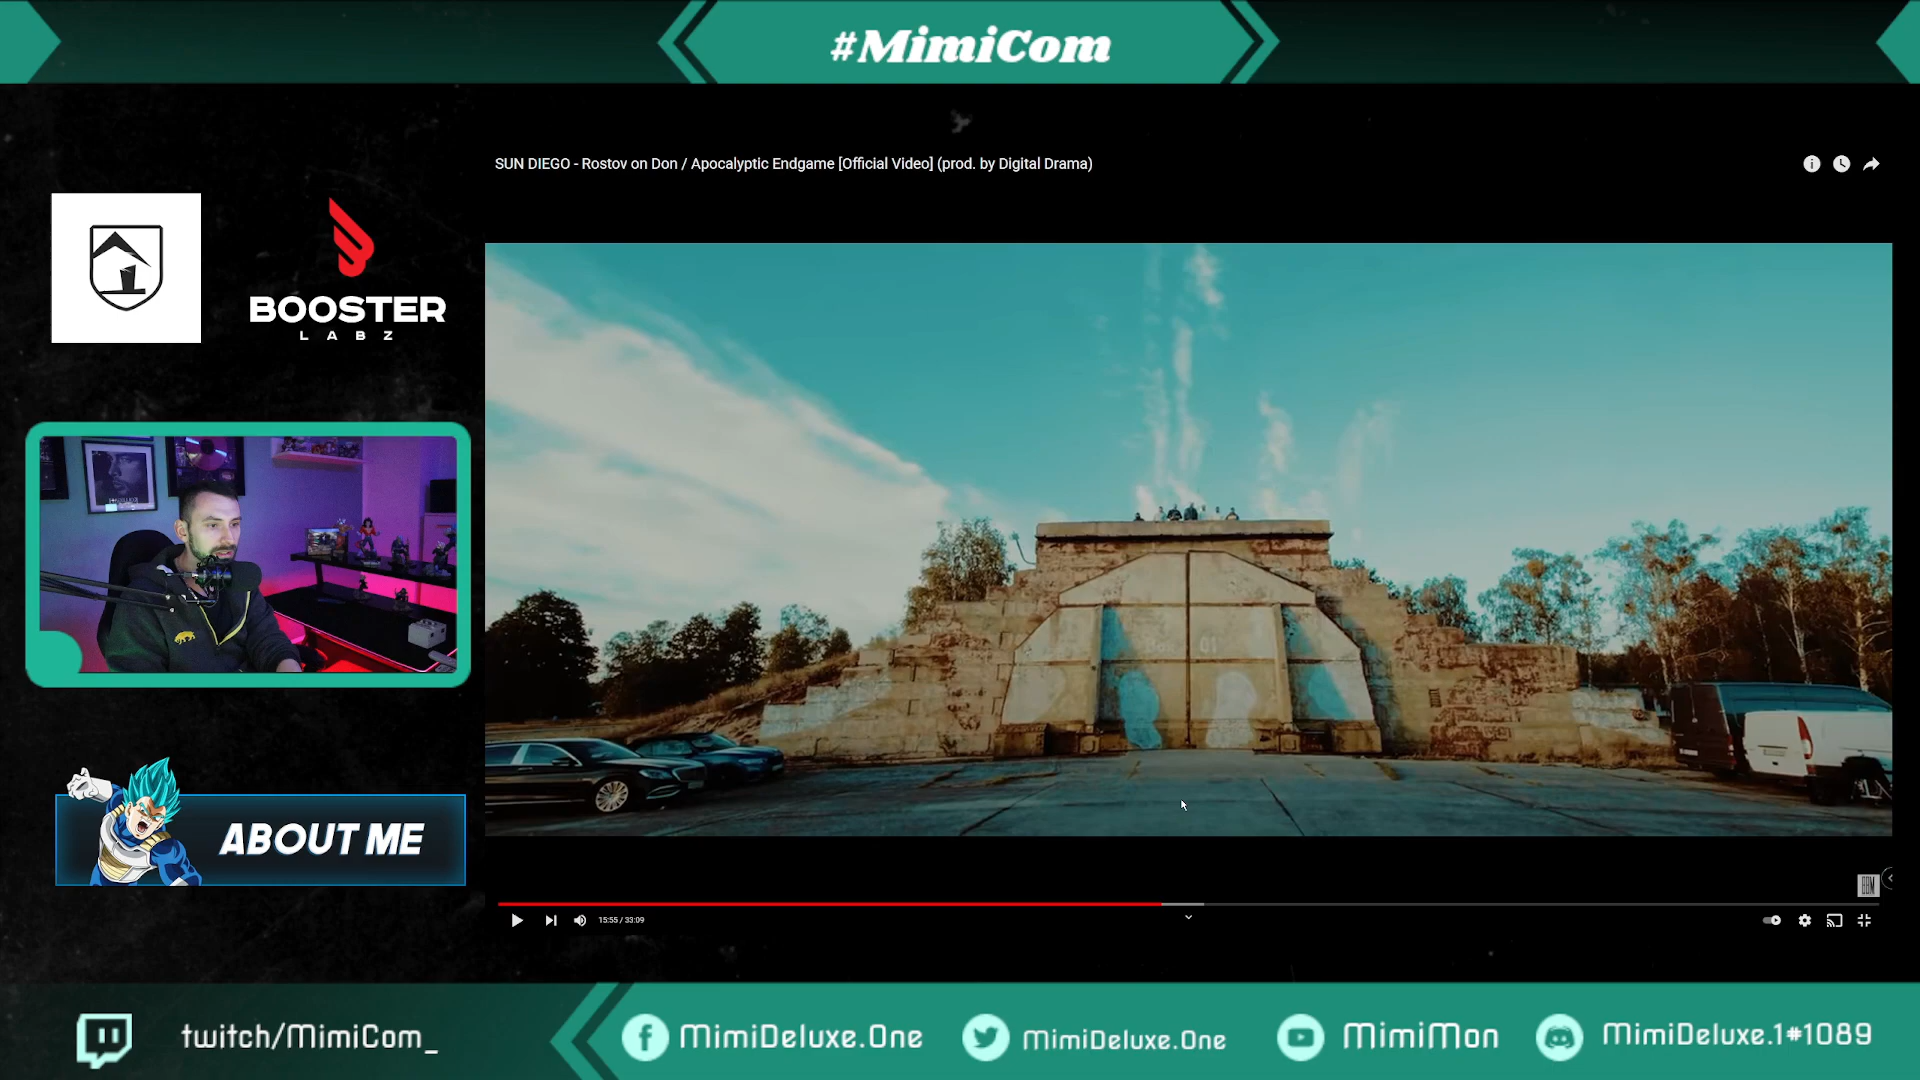 #MimiCom
SUN DIEGO - Rostov on Don / Apocalyptic Endgame [Official Video] (prod. by Digital Drama)
BOOSTER
LABZ
ABOUT ME
15:55 / 33:09
twitch/MimiCom_
MimiDeluxe.One
MimiDeluxe.One
MimiMon
MimiDeluxe.1#1089